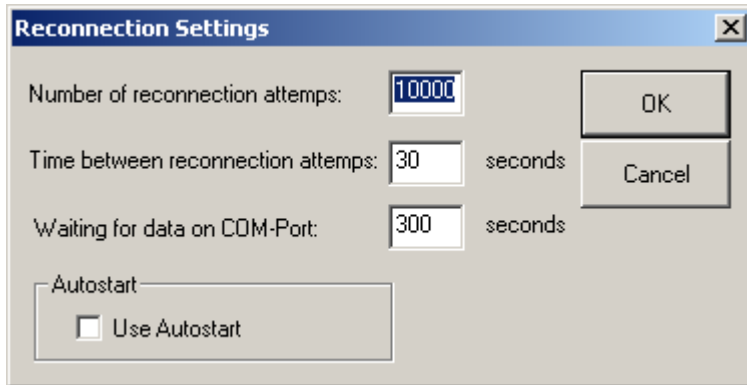 Reconnection Settings
Number of reconnection attemps: 10000
OK
Time between reconnection attemps: 30 seconds
Cancel
Waiting for data on COM-Port: 300 seconds
Autostart
Use Autostart